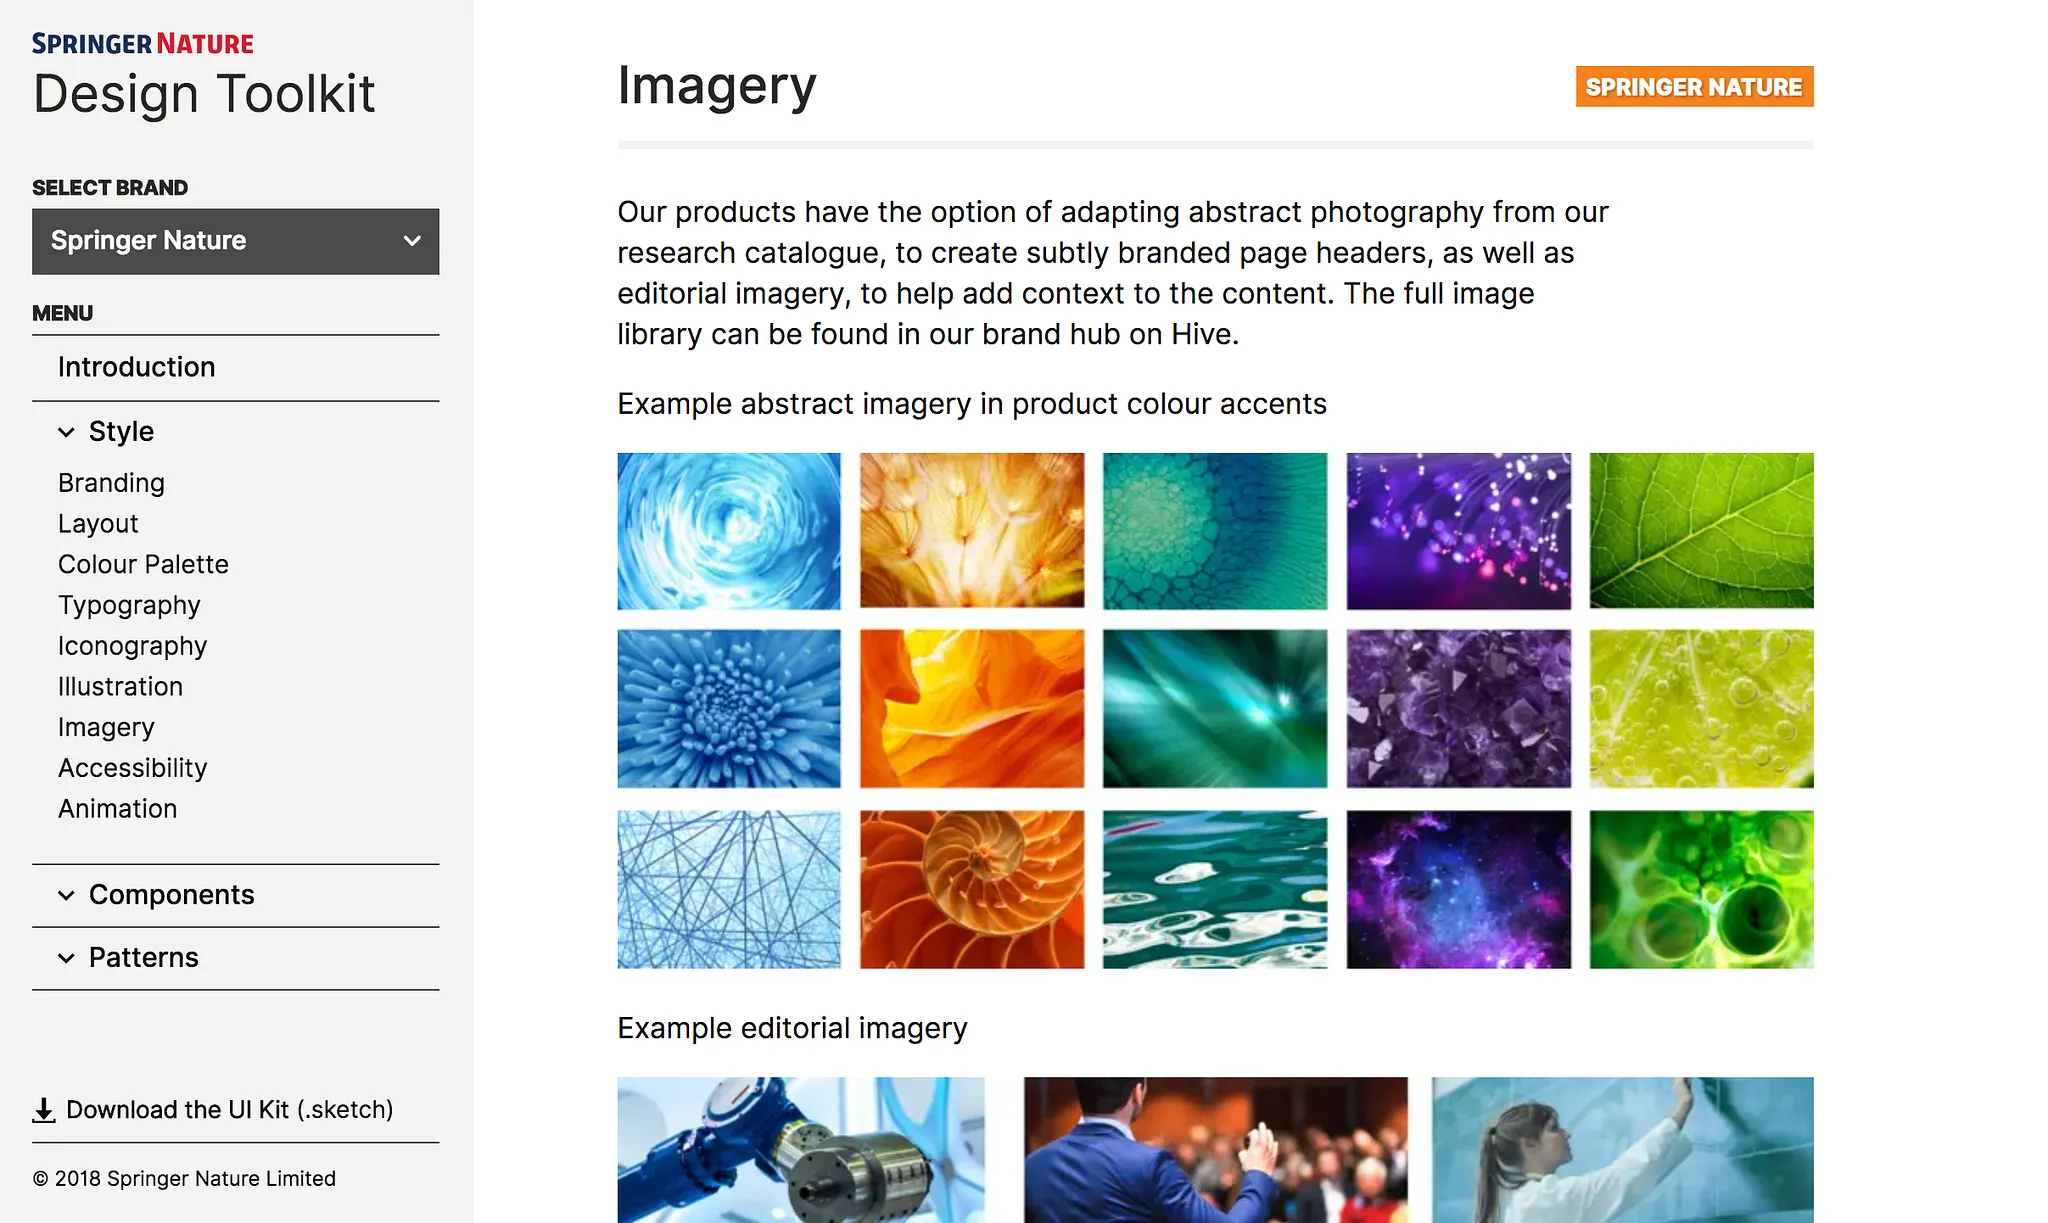 SPRINGER NATURE
Design Toolkit
SELECT BRAND
Springer Nature
MENU
Introduction
Style
Branding
Layout
Colour Palette
Typography
Iconography
Illustration
Imagery
Accessibility
Animation
Components
Patterns
Download the UI Kit (.sketch)
© 2018 Springer Nature Limited
Imagery
SPRINGER NATURE
Our products have the option of adapting abstract photography from our
research catalogue, to create subtly branded page headers, as well as
editorial imagery, to help add context to the content. The full image
library can be found in our brand hub on Hive.
Example abstract imagery in product colour accents
Example editorial imagery